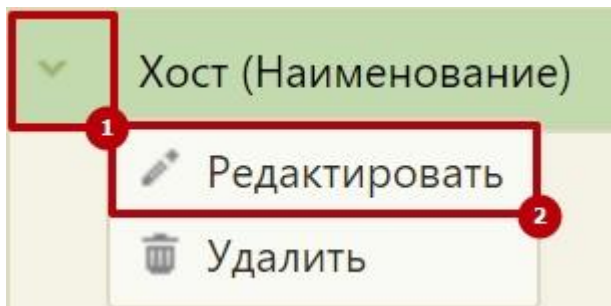 Хост (Наименование)
1
Редактировать
2
Удалить